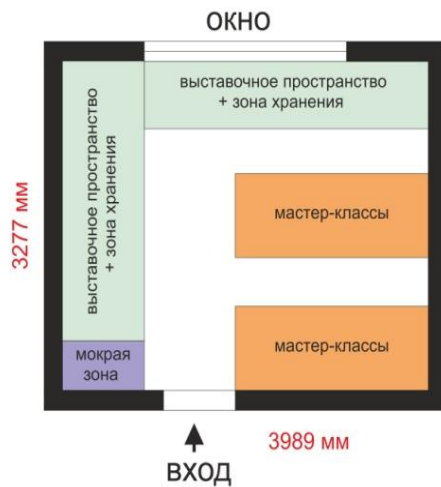 ОКНО
выставочное пространство
+ зона хранения
выставочное пространство
+ зона хранения
3277 мм
мастер-классы
мастер-классы
мокрая
зона
3989 мм
ВХОД